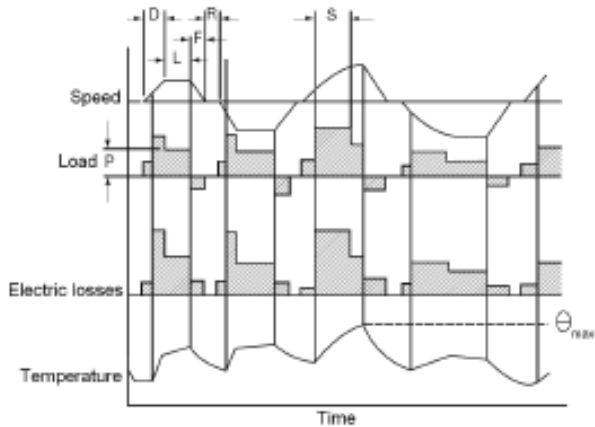 D R S
L F
Speed
Load P
Electric losses
θmax
Temperature
Time